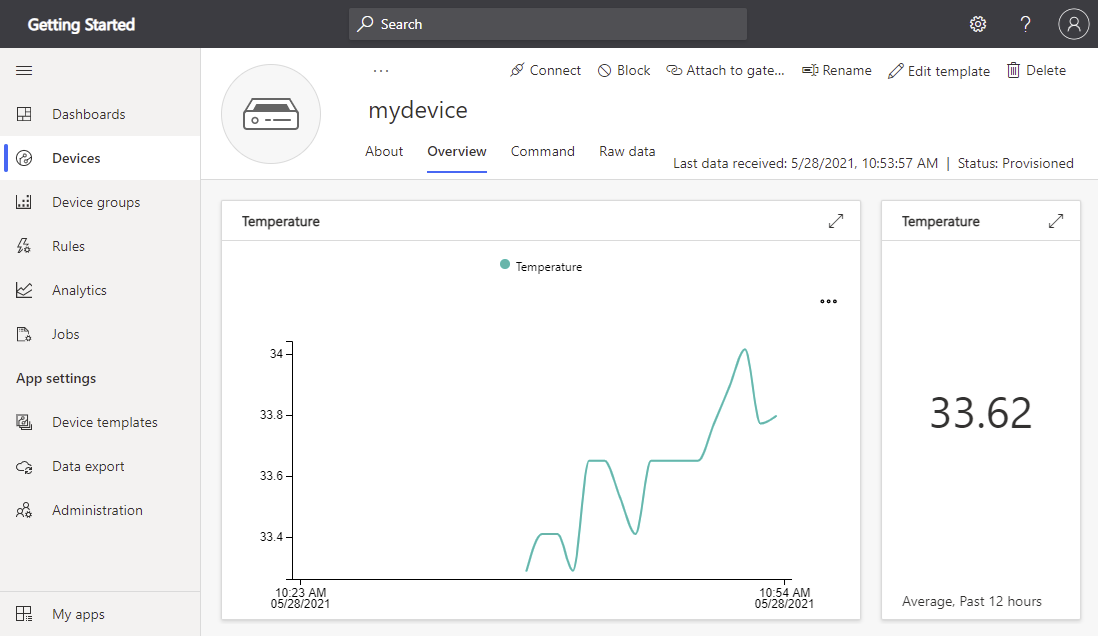 Getting Started
Search
?
Dashboards
Devices
Device groups
Rules
Analytics
Jobs
App settings
Device templates
Data export
Administration
My apps
... Connect Block Attach to gate... Rename Edit template Delete
mydevice
About Overview Command Raw data
Last data received: 5/28/2021, 10:53:57 AM | Status: Provisioned
Temperature
Temperature
34
33.8
33.6
33.4
10:23 AM 10:54 AM
05/28/2021 05/28/2021
Temperature
33.62
Average, Past 12 hours